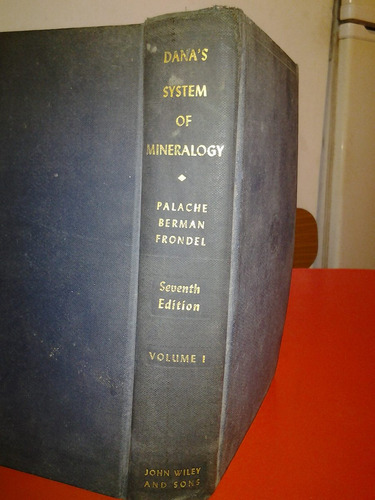 DANA'S
SYSTEM
OF
MINERALOGY
PALACHE
BERMAN
FRONDEL
Seventh
Edition
VOLUME I
JOHN WILEY
AND SONS